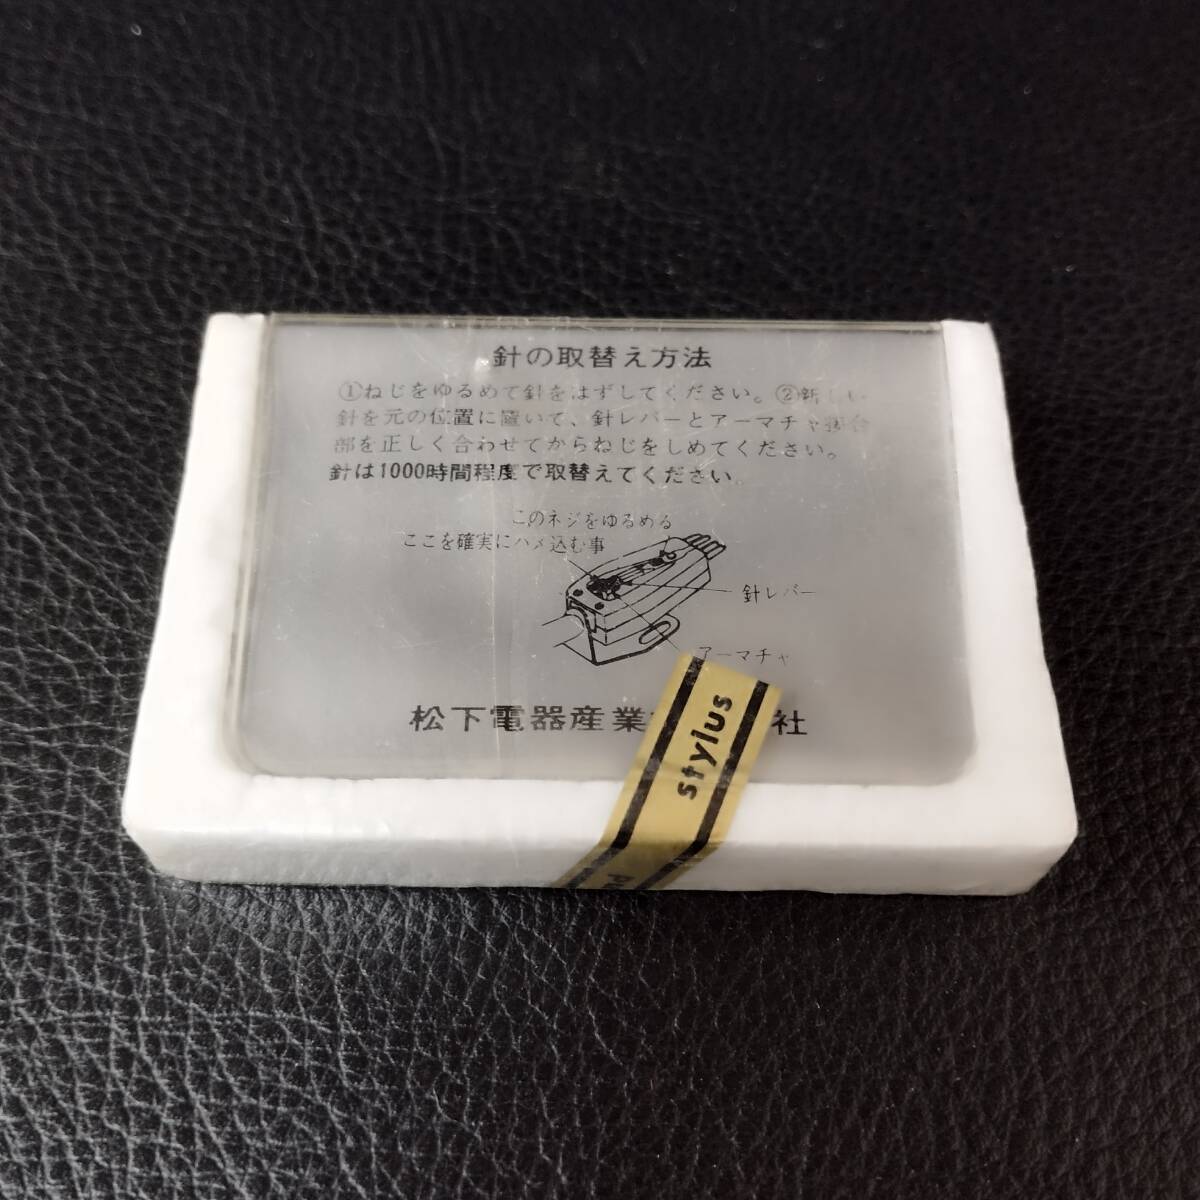 針の取替え方法
①ねじをゆるめて針をはずしてください。②新しい
針を元の位置に置いて、針レバーとアーマチャ接合
部を正しく合わせてからねじをしめてください。
針は1000時間程度で取替えてください。
このネジをゆるめる
ここを確実にハメ込む事
針レバー
アーマチャ
松下電器産業 社
stylus